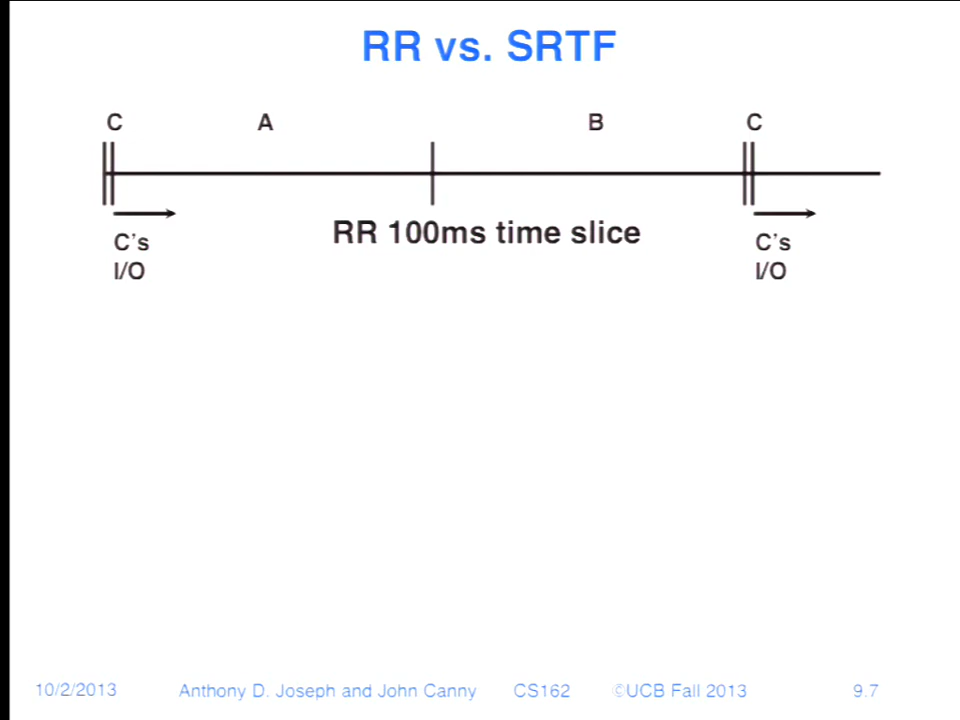 RR vs. SRTF
C A B C
RR 100ms time slice
C's C's
I/O I/O
10/2/2013 Anthony D. Joseph and John Canny CS162 ©UCB Fall 2013 9.7